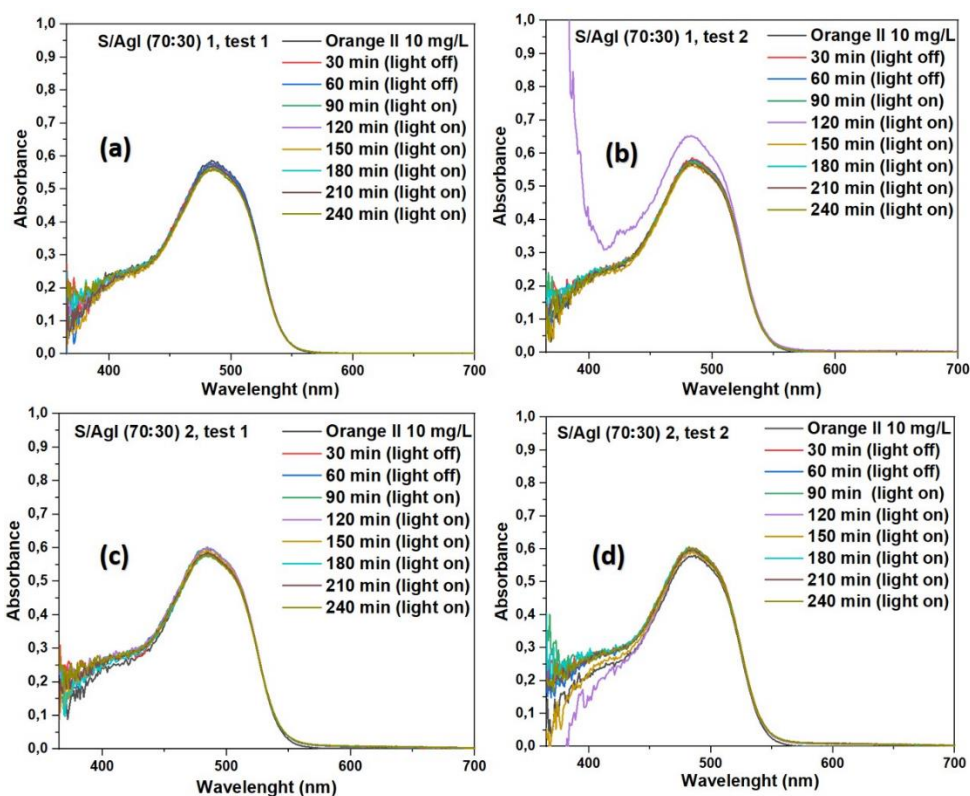 S/AgI (70:30) 1, test 1
Orange II 10 mg/L
30 min (light off)
60 min (light off)
90 min (light on)
120 min (light on)
150 min (light on)
180 min (light on)
210 min (light on)
240 min (light on)
(a)
Absorbance
1,0
0,9
0,8
0,7
0,6
0,5
0,4
0,3
0,2
0,1
0,0
400
500
600
700
Wavelenght (nm)
S/AgI (70:30) 1, test 2
Orange II 10 mg/L
30 min (light off)
60 min (light off)
90 min (light on)
120 min (light on)
150 min (light on)
180 min (light on)
210 min (light on)
240 min (light on)
(b)
Absorbance
1,0
0,9
0,8
0,7
0,6
0,5
0,4
0,3
0,2
0,1
0,0
400
500
600
700
Wavelenght (nm)
S/AgI (70:30) 2, test 1
Orange II 10 mg/L
30 min (light off)
60 min (light off)
90 min (light on)
120 min (light on)
150 min (light on)
180 min (light on)
210 min (light on)
240 min (light on)
(c)
Absorbance
1,0
0,9
0,8
0,7
0,6
0,5
0,4
0,3
0,2
0,1
0,0
400
500
600
700
Wavelenght (nm)
S/AgI (70:30) 2, test 2
Orange II 10 mg/L
30 min (light off)
60 min (light off)
90 min (light on)
120 min (light on)
150 min (light on)
180 min (light on)
210 min (light on)
240 min (light on)
(d)
Absorbance
1,0
0,9
0,8
0,7
0,6
0,5
0,4
0,3
0,2
0,1
0,0
400
500
600
700
Wavelenght (nm)